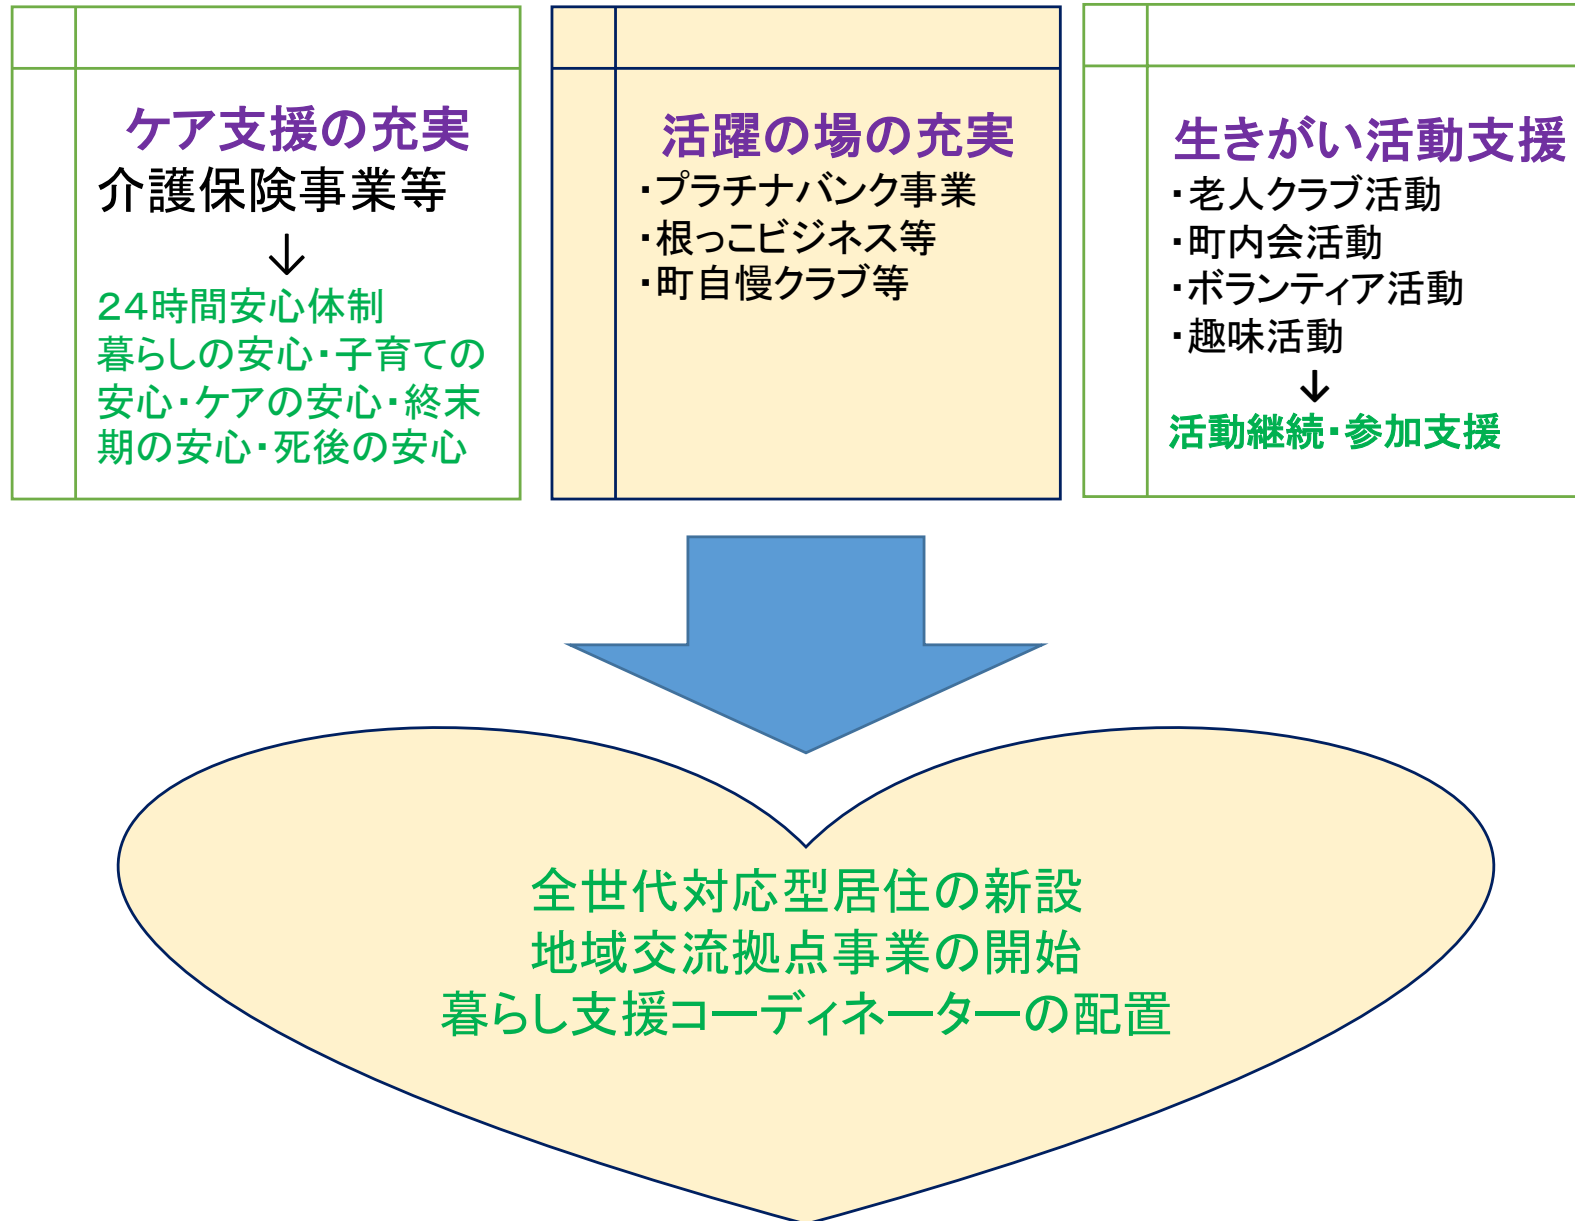 ケア支援の充実
介護保険事業等
↓
２４時間安心体制
暮らしの安心・子育ての
安心・ケアの安心・終末
期の安心・死後の安心
活躍の場の充実
・プラチナバンク事業
・根っこビジネス等
・町自慢クラブ等
生きがい活動支援
・老人クラブ活動
・町内会活動
・ボランティア活動
・趣味活動
↓
活動継続・参加支援
全世代対応型居住の新設
地域交流拠点事業の開始
暮らし支援コーディネーターの配置